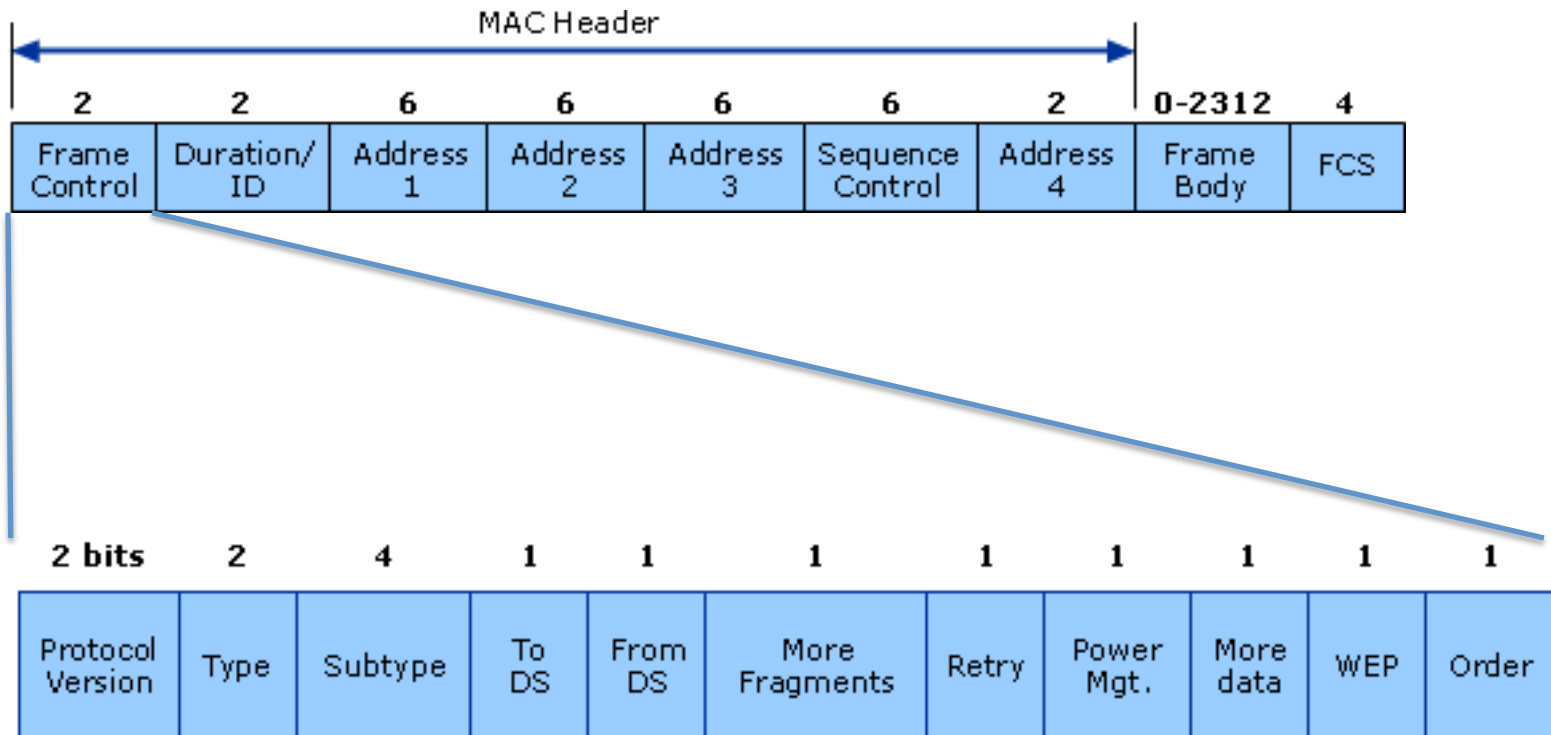 MAC Header
2 2 6 6 6 6 2 0-2312 4
Frame Control
Duration/ ID
Address 1
Address 2
Address 3
Sequence Control
Address 4
Frame Body
FCS
2 bits 2 4 1 1 1 1 1 1 1 1
Protocol Version
Type
Subtype
To DS
From DS
More Fragments
Retry
Power Mgt.
More data
WEP
Order